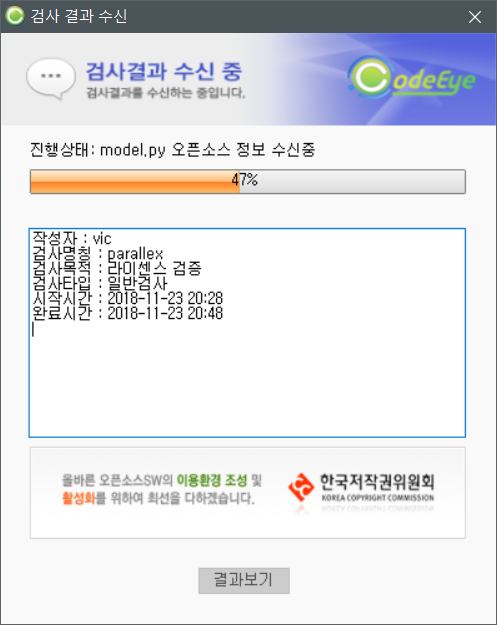 검사 결과 수신
검사결과 수신 중
검사결과를 수신하는 중입니다.
CodeEye
진행상태: model.py 오픈소스 정보 수신중
47%
작성자 : vic
검사명칭 : parallex
검사목적 : 라이센스 검증
검사타입 : 일반검사
시작시간 : 2018-11-23 20:28
완료시간 : 2018-11-23 20:48
올바른 오픈소스SW의 이용환경 조성 및
활성화를 위하여 최선을 다하겠습니다.
한국저작권위원회
KOREA COPYRIGHT COMMISSION
결과보기